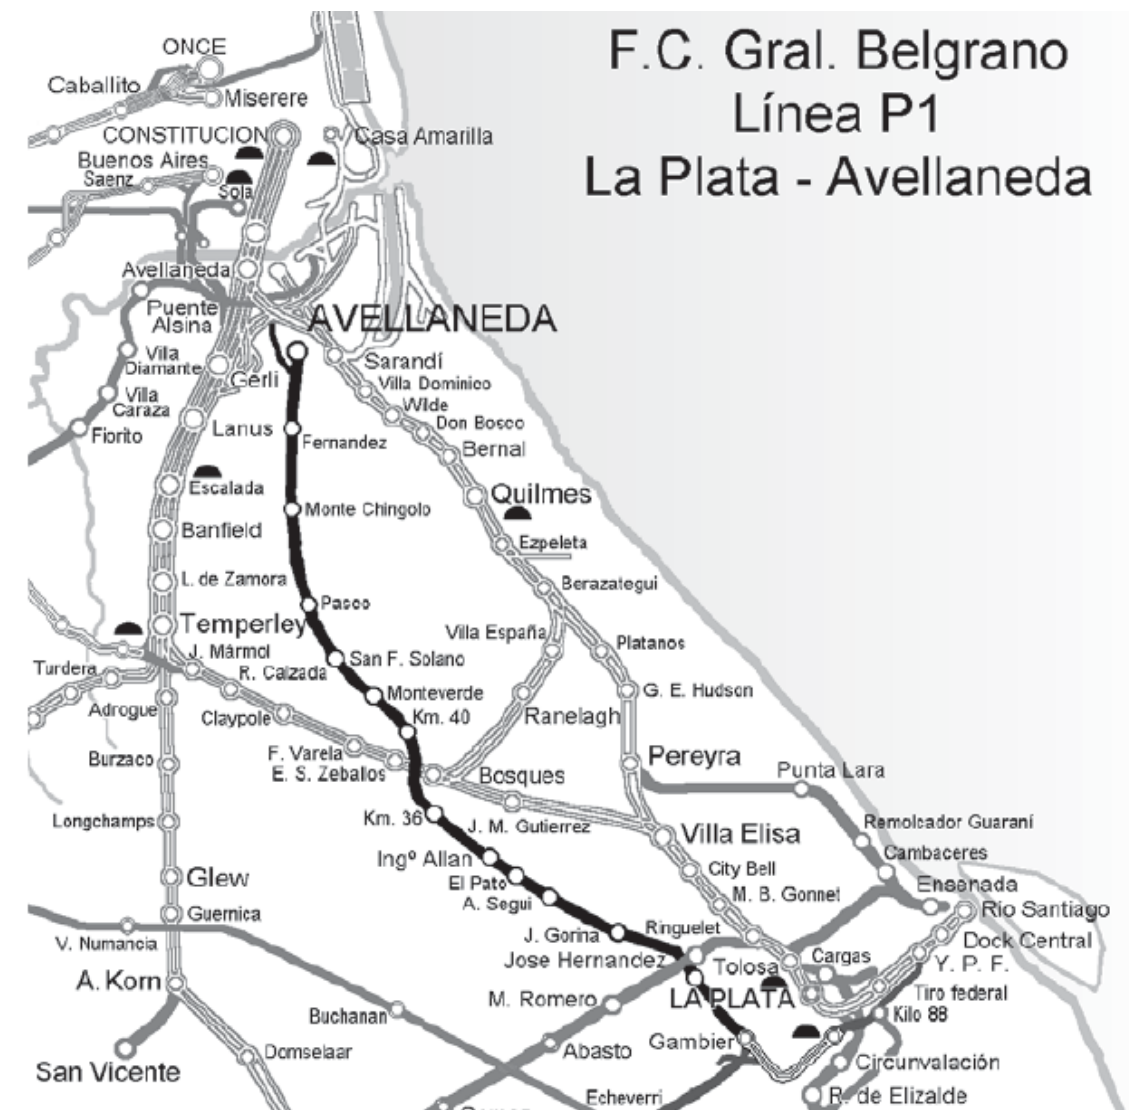 F.C. Gral. Belgrano
Línea P1
La Plata - Avellaneda
ONCE
Caballito
Miserere
CONSTITUCION
Casa Amarilla
Buenos Aires
Saenz
Sola
Avellaneda
Puente
Alsina
AVELLANEDA
Villa
Diamante
Sarandí
Gerli
Villa Dominico
Villa
Caraza
Wilde
Don Bosco
Fiorito
Lanus
Fernandez
Bernal
Escalada
Quilmes
Monte Chingolo
Banfield
Ezpeleta
L. de Zamora
Berazategui
Pasco
Temperley
Villa España
Platanos
J. Mármol
Turdera
R. Calzada
San F. Solano
Adrogue
Claypole
Monteverde
G. E. Hudson
Km. 40
Ranelagh
Burzaco
F. Varela
E. S. Zeballos
Bosques
Pereyra
Punta Lara
Longchamps
Km. 36
J. M. Gutierrez
Villa Elisa
Remolcador Guaraní
Ingº Allan
Cambaceres
Glew
El Pato
City Bell
Ensenada
A. Segui
M. B. Gonnet
Guernica
Rio Santiago
V. Numancia
J. Gorina
Ringuelet
Dock Central
Jose Hernandez
Tolosa
Cargas
Y. P. F.
A. Korn
M. Romero
LA PLATA
Tiro federal
Buchanan
Kilo 88
Gambier
San Vicente
Domselaar
Abasto
Circunvalación
Echeverri
R. de Elizalde